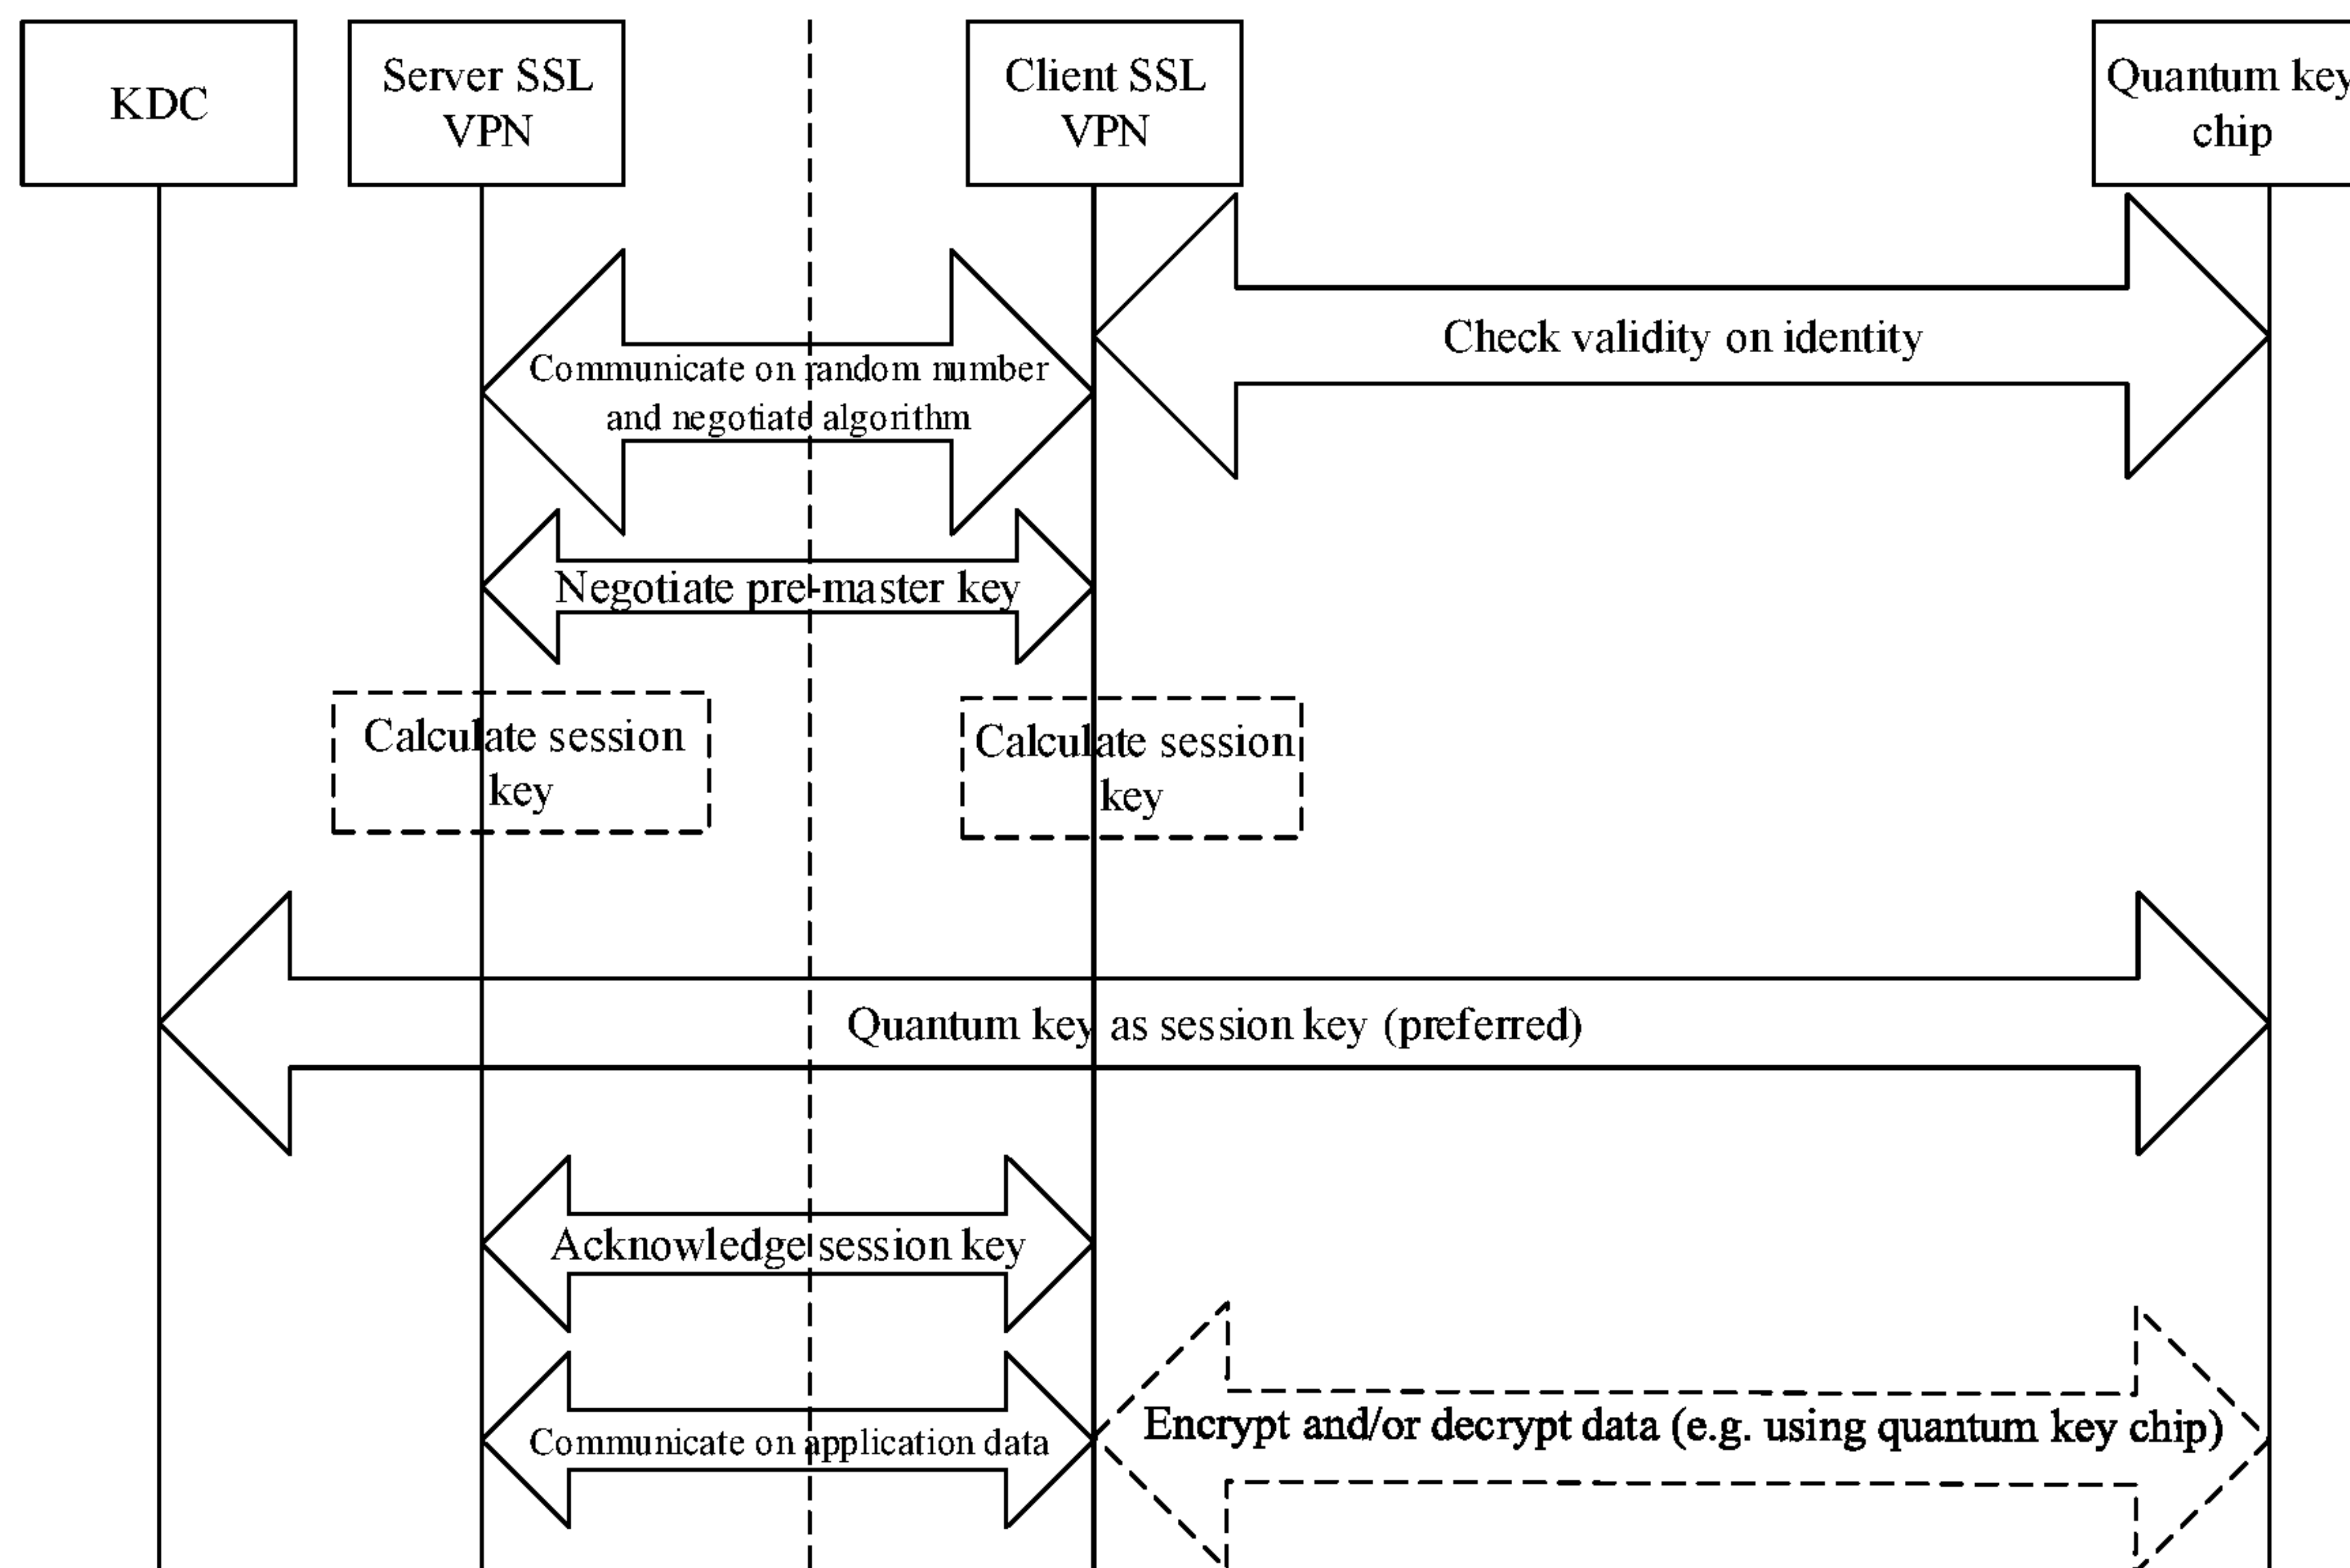 KDC
Server SSL
VPN
Client SSL
VPN
Quantum key
chip
Check validity on identity
Communicate on random number
and negotiate algorithm
Negotiate pre-master key
Calculate session
key
Calculate session
key
Quantum key as session key (preferred)
Acknowledge session key
Communicate on application data
Encrypt and/or decrypt data (e.g. using quantum key chip)